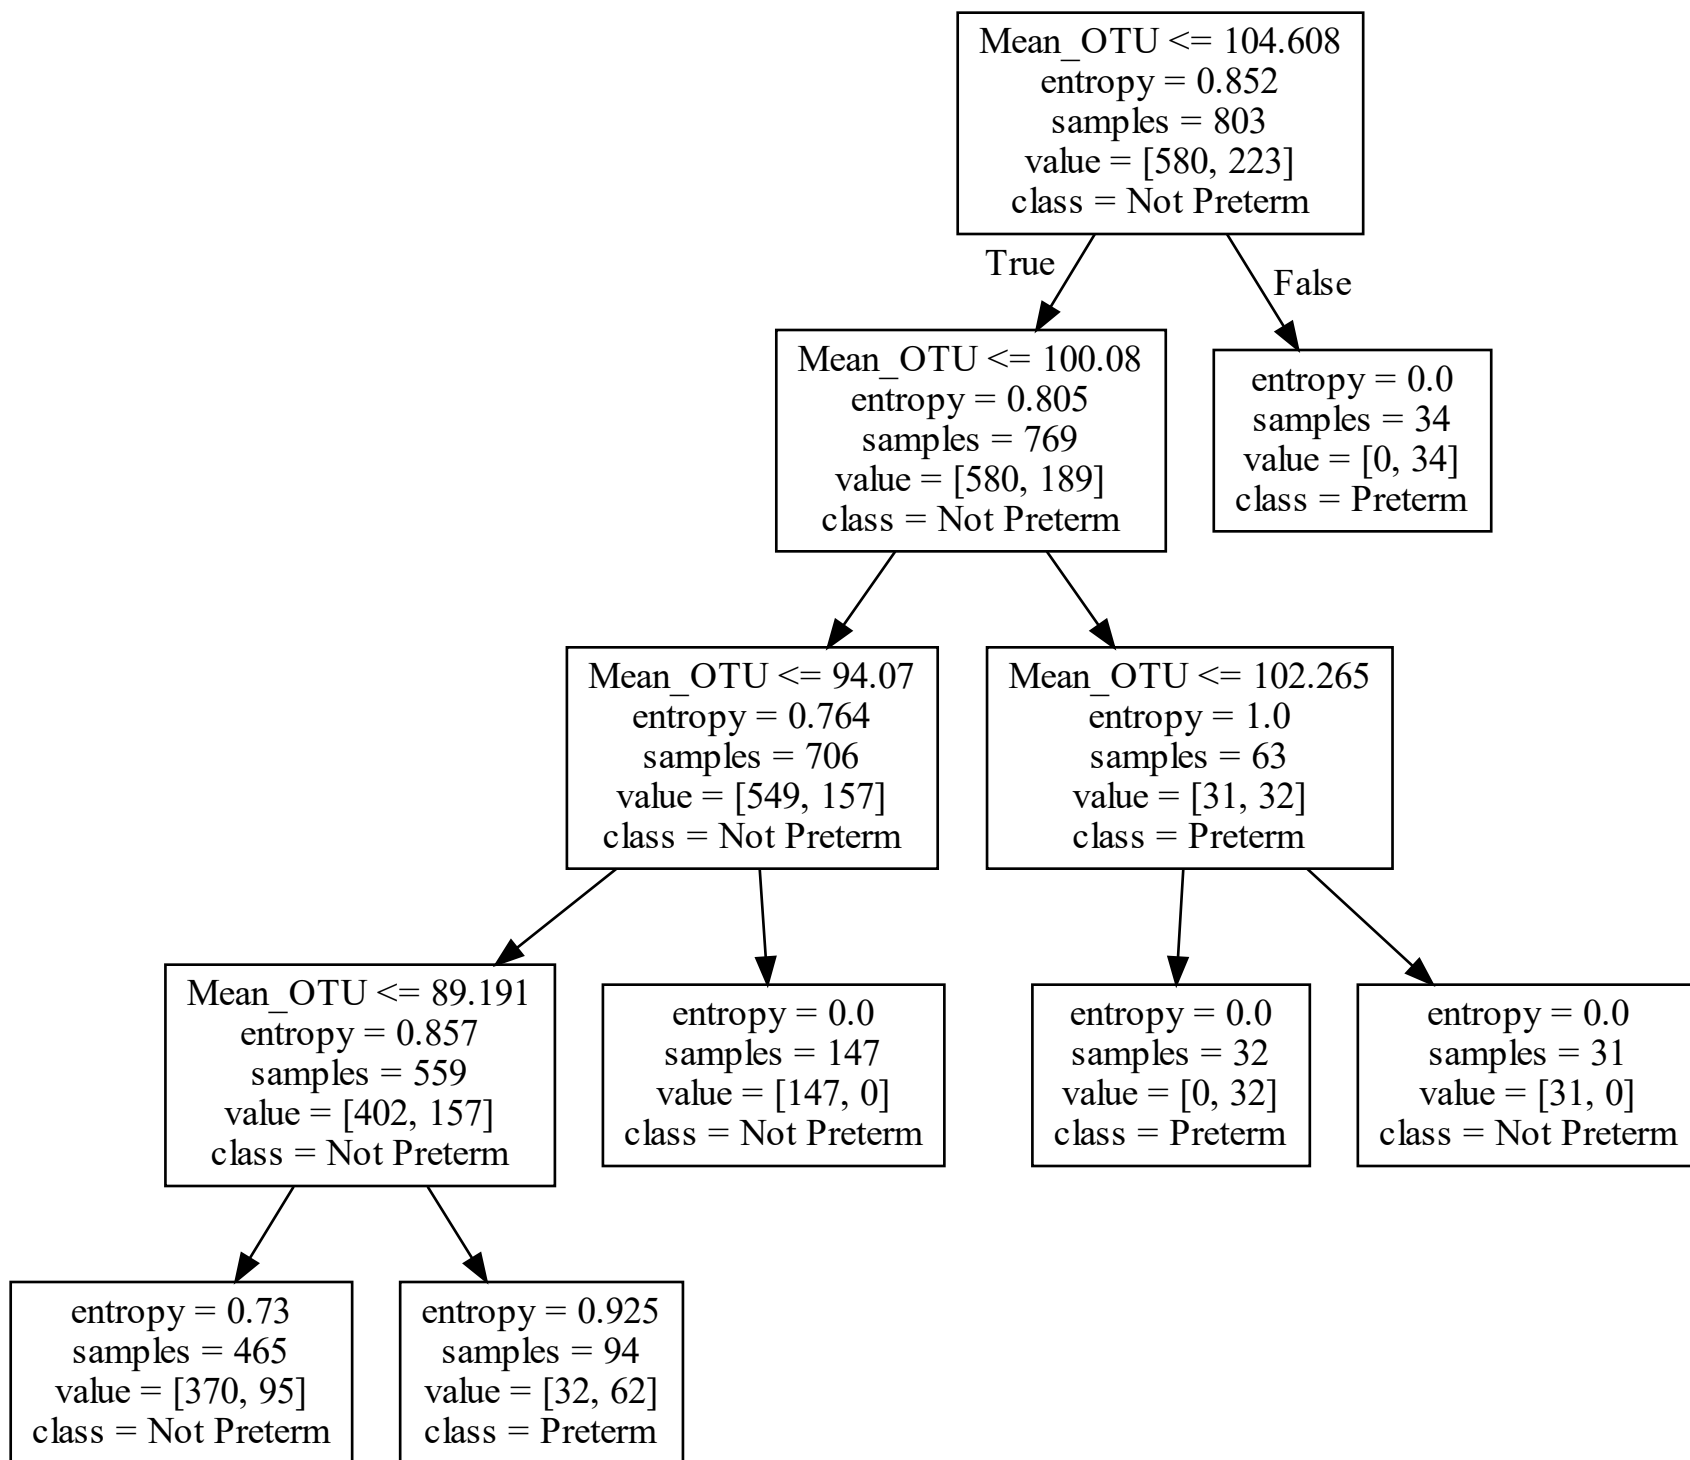 Mean_OTU <= 104.608
entropy = 0.852
samples = 803
value = [580, 223]
class = Not Preterm
True
False
Mean_OTU <= 100.08
entropy = 0.805
samples = 769
value = [580, 189]
class = Not Preterm
entropy = 0.0
samples = 34
value = [0, 34]
class = Preterm
Mean_OTU <= 94.07
entropy = 0.764
samples = 706
value = [549, 157]
class = Not Preterm
Mean_OTU <= 102.265
entropy = 1.0
samples = 63
value = [31, 32]
class = Preterm
Mean_OTU <= 89.191
entropy = 0.857
samples = 559
value = [402, 157]
class = Not Preterm
entropy = 0.0
samples = 147
value = [147, 0]
class = Not Preterm
entropy = 0.0
samples = 32
value = [0, 32]
class = Preterm
entropy = 0.0
samples = 31
value = [31, 0]
class = Not Preterm
entropy = 0.73
samples = 465
value = [370, 95]
class = Not Preterm
entropy = 0.925
samples = 94
value = [32, 62]
class = Preterm